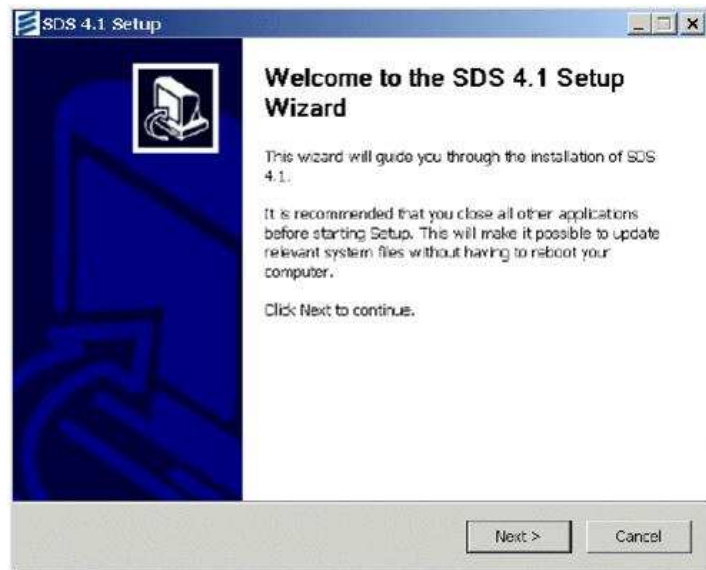 SDS 4.1 Setup
Welcome to the SDS 4.1 Setup
Wizard
This wizard will guide you through the installation of SDS
4.1.
It is recommended that you close all other applications
before starting Setup. This will make it possible to update
relevant system files without having to reboot your
computer.
Click Next to continue.
Next >
Cancel